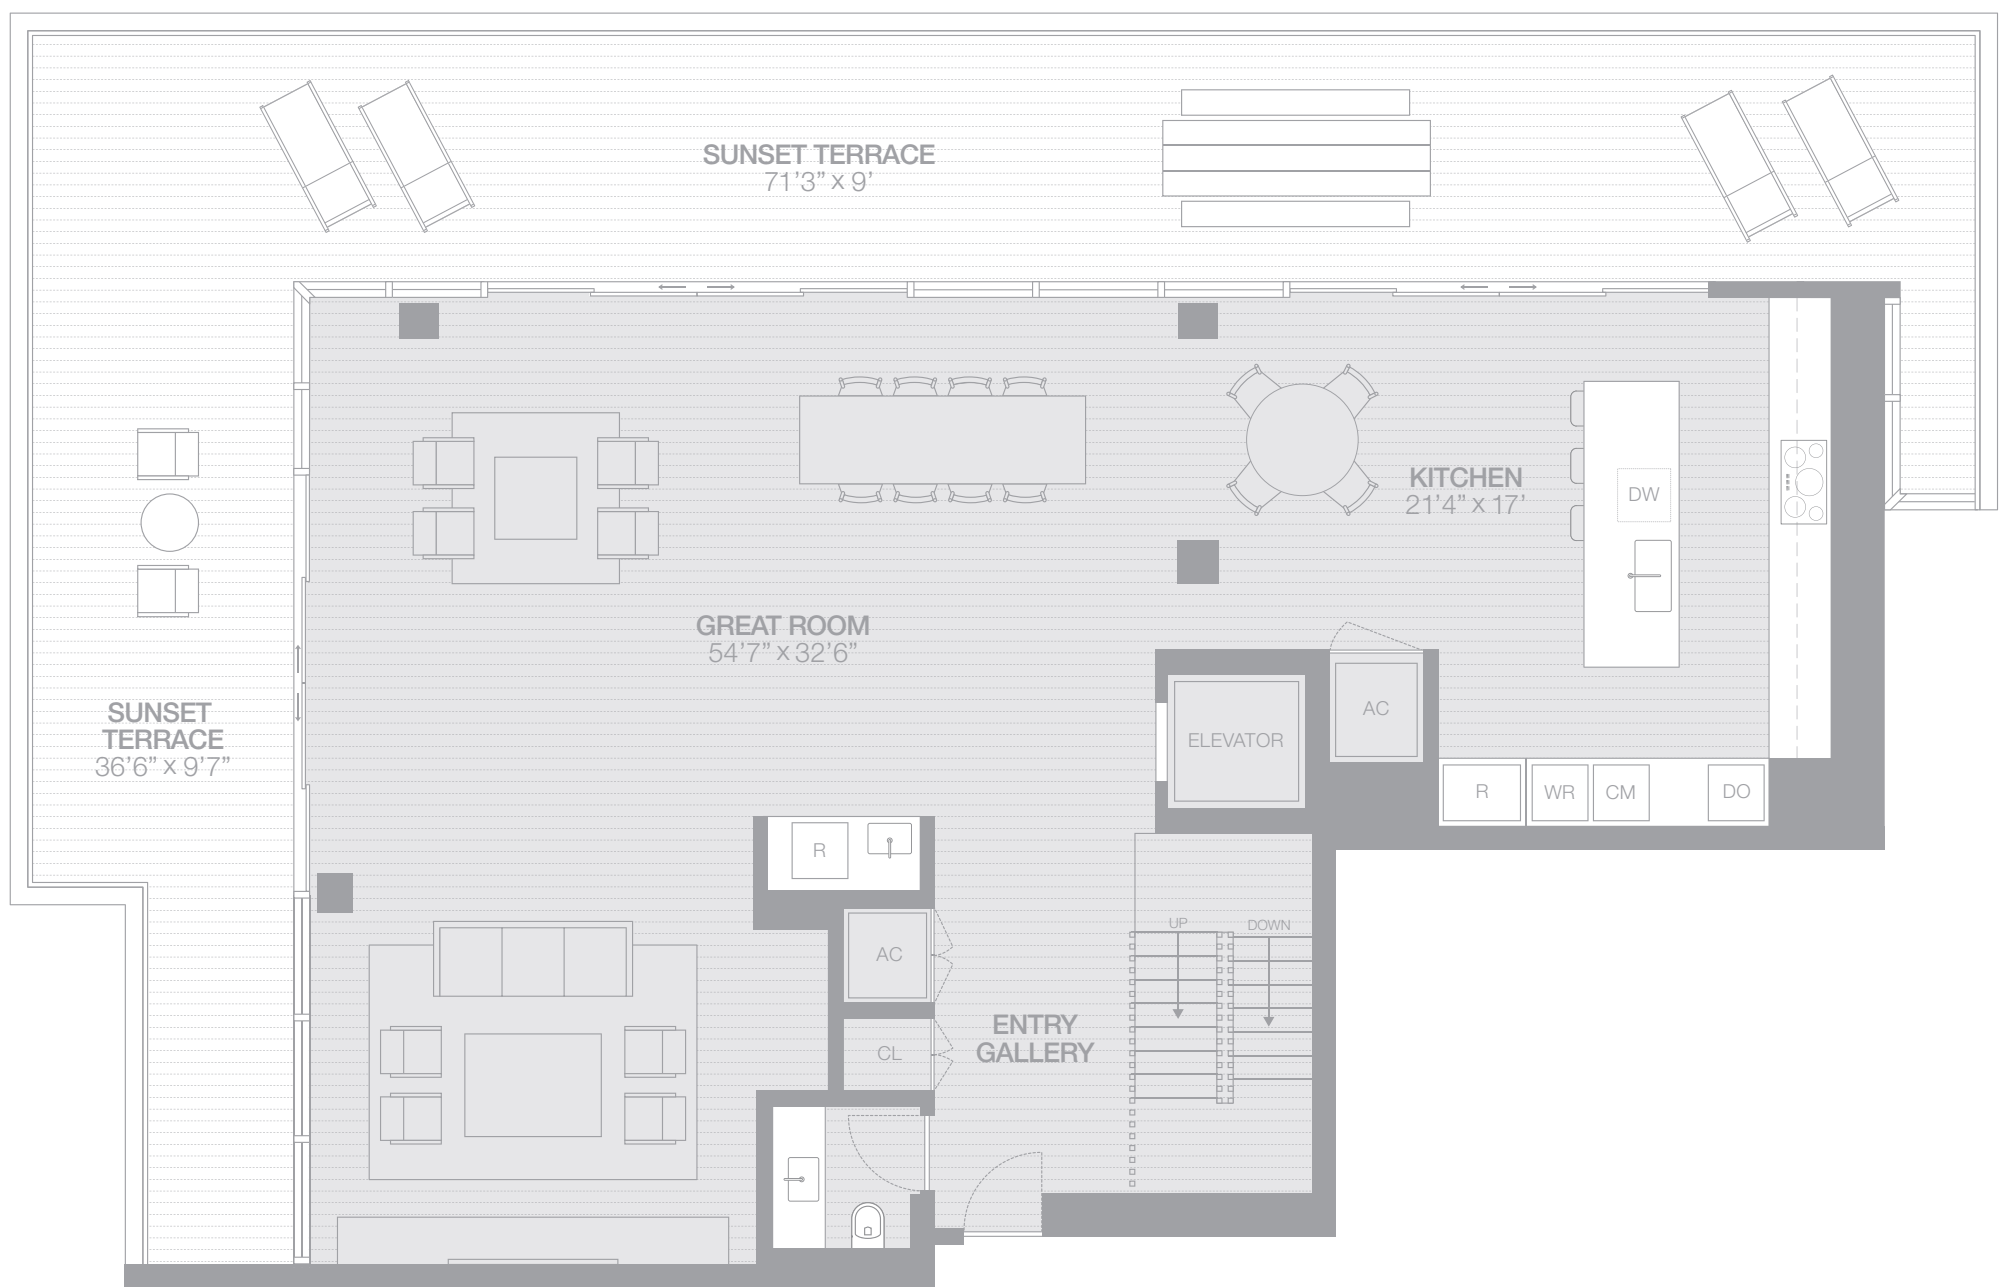 SUNSET TERRACE
71’3” x 9’
KITCHEN
21’4” x 17’
DW
GREAT ROOM
54’7” x 32’6”
SUNSET
TERRACE
36’6” x 9’7”
ELEVATOR
AC
R
WR
CM
DO
R
UP
DOWN
AC
ENTRY
GALLERY
CL